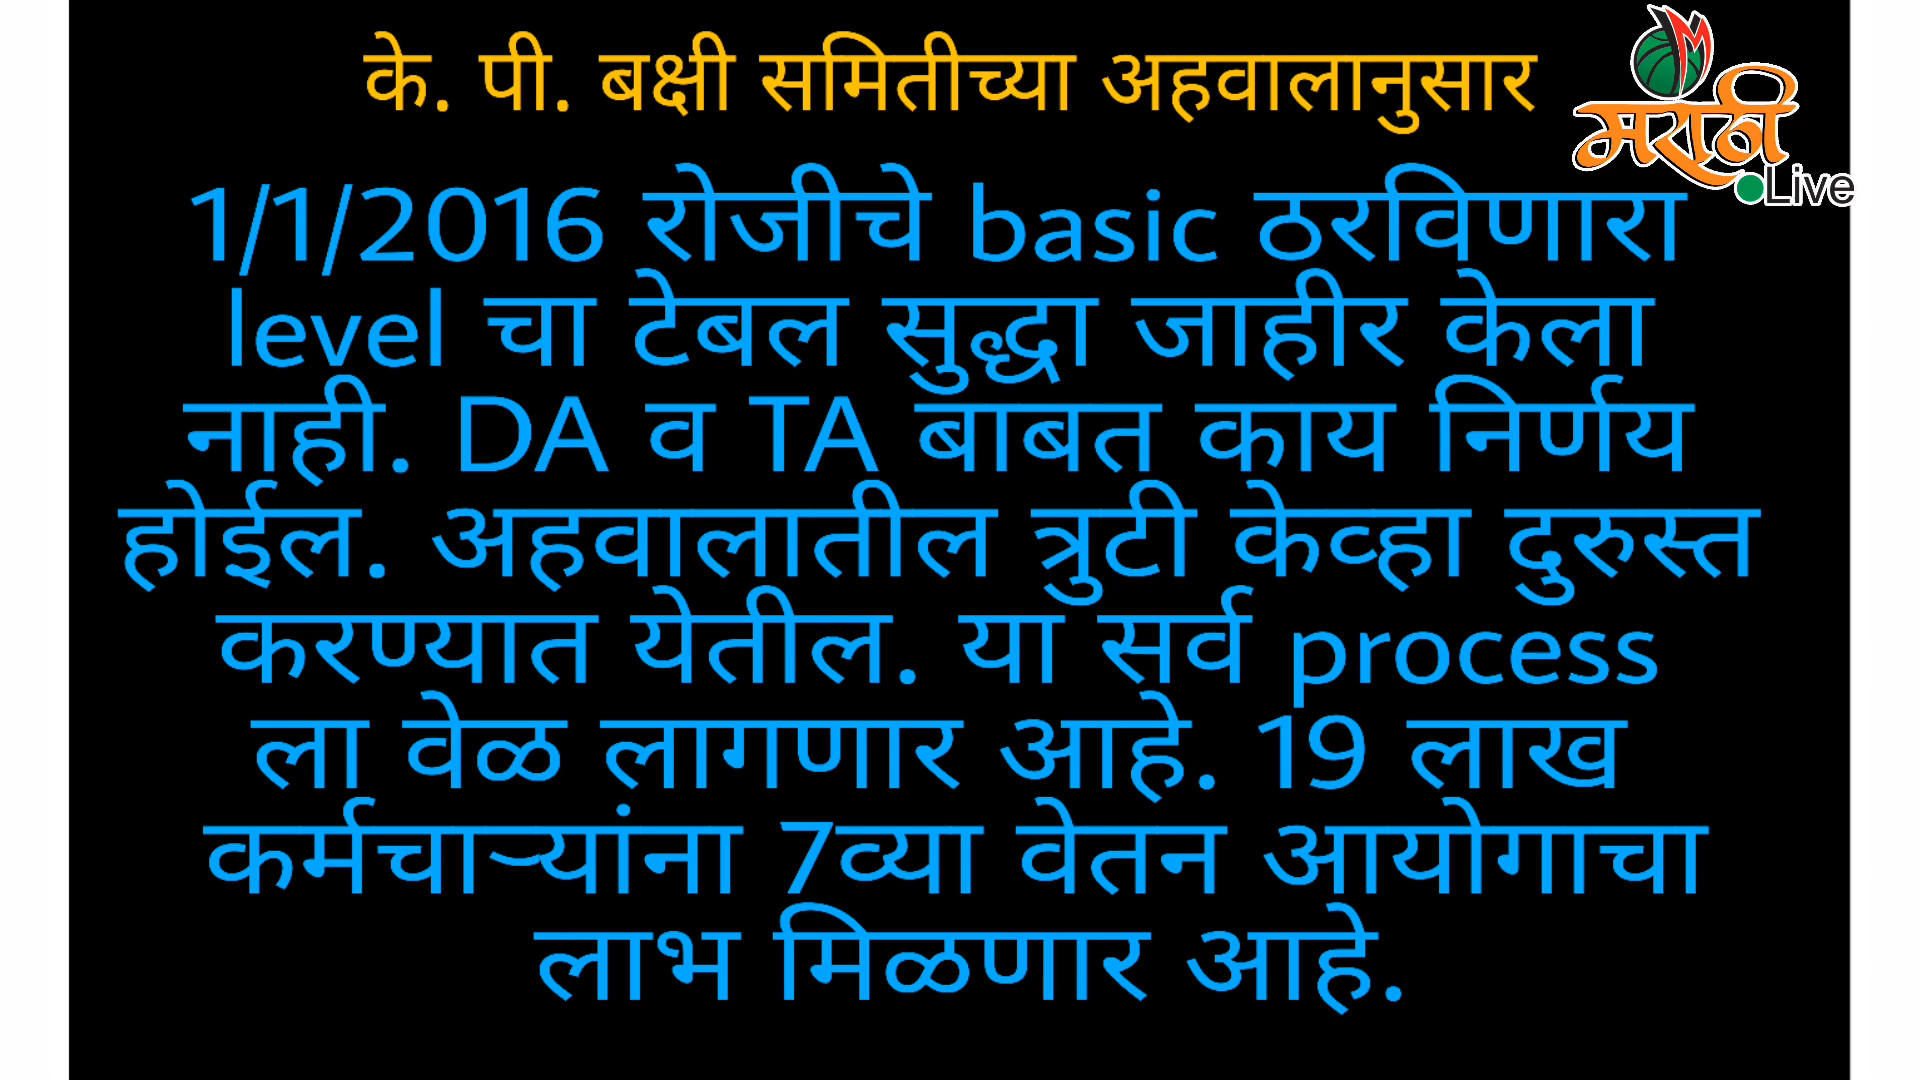 के. पी. बक्षी समितीच्या अहवालानुसार
मराठी
Live
1/1/2016 रोजीचे basic ठरविणारा
level चा टेबल सुद्धा जाहीर केला
नाही. DA व TA बाबत काय निर्णय
होईल. अहवालातील त्रुटी केव्हा दुरुस्त
करण्यात येतील. या सर्व process
ला वेळ लागणार आहे. 19 लाख
कर्मचाऱ्यांना 7व्या वेतन आयोगाचा
लाभ मिळणार आहे.